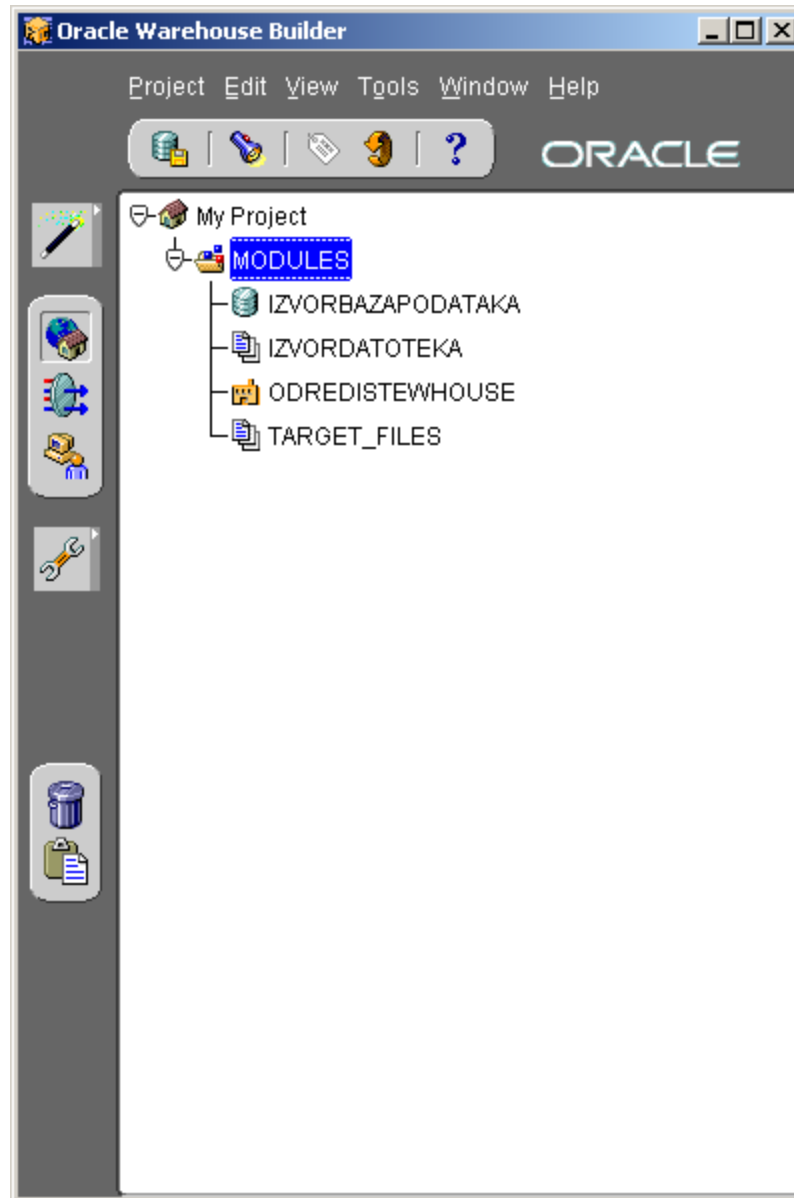 Oracle Warehouse Builder
Project Edit View Tools Window Help
ORACLE
My Project
MODULES
IZVORBAZAPODATAKA
IZVORDATOTEKA
ODREDISTEWHOUSE
TARGET_FILES